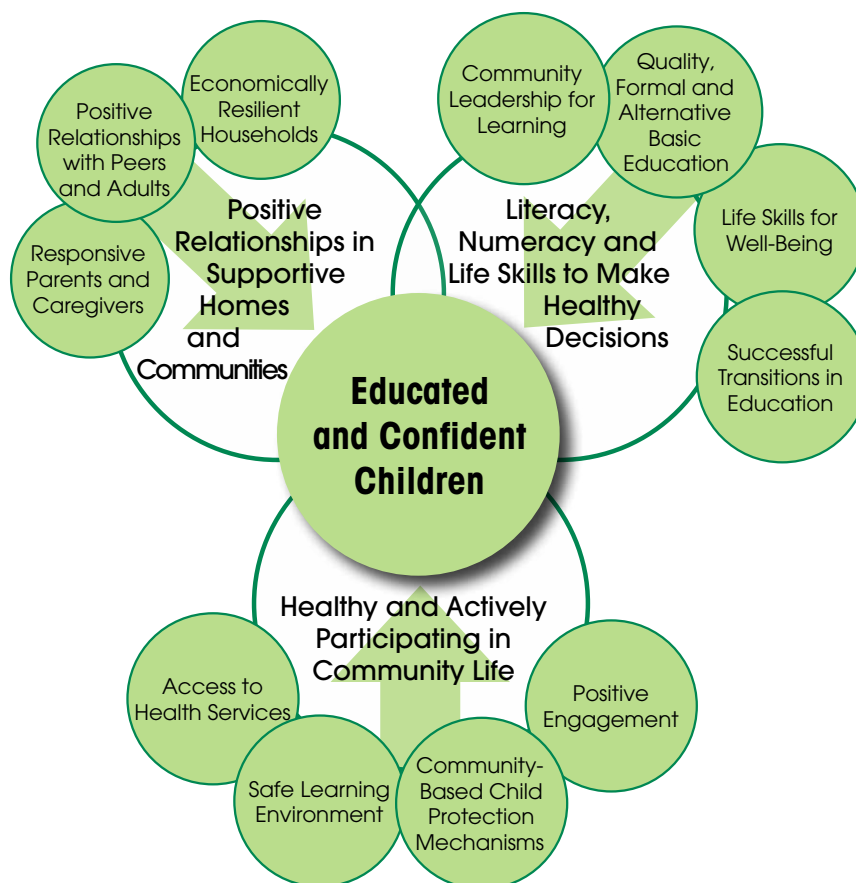 Economically
Resilient
Households
Positive
Relationships
with Peers
and Adults
Responsive
Parents and
Caregivers
Positive
Relationships in
Supportive
Homes
and
Communities
Community
Leadership for
Learning
Quality,
Formal and
Alternative
Basic
Education
Life Skills for
Well-Being
Successful
Transitions in
Education
Literacy,
Numeracy and
Life Skills to Make
Healthy
Decisions
Educated
and Confident
Children
Healthy and Actively
Participating in
Community Life
Access to
Health Services
Safe Learning
Environment
Community-
Based Child
Protection
Mechanisms
Positive
Engagement